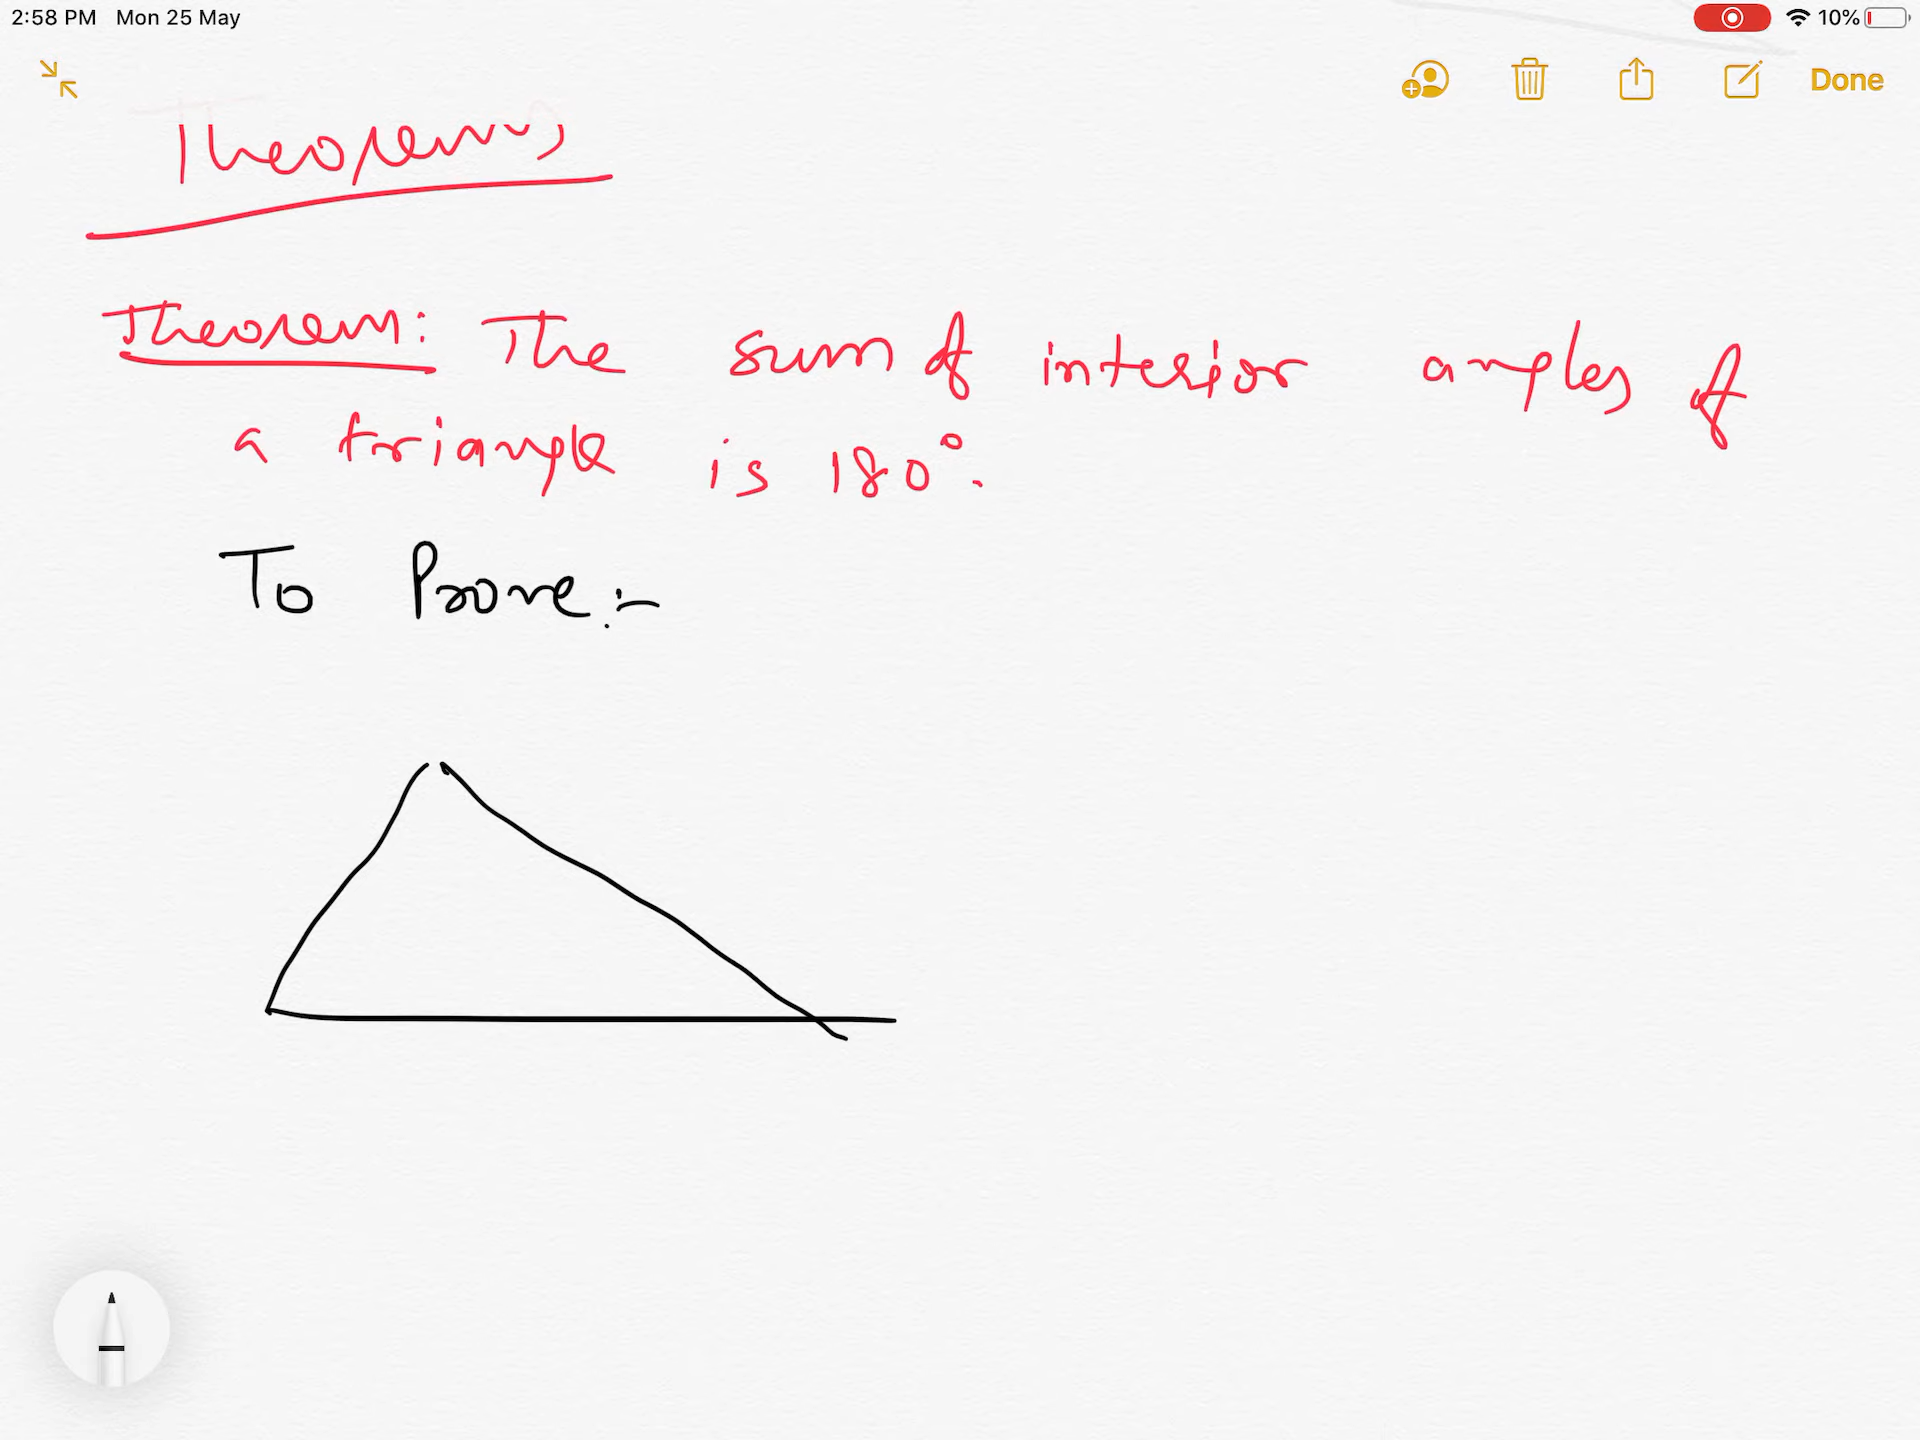 2:58 PM Mon 25 May 10%
Done
Theorems
Theorem: The sum of interior angles of
a triangle is 180°.
To Prove:-